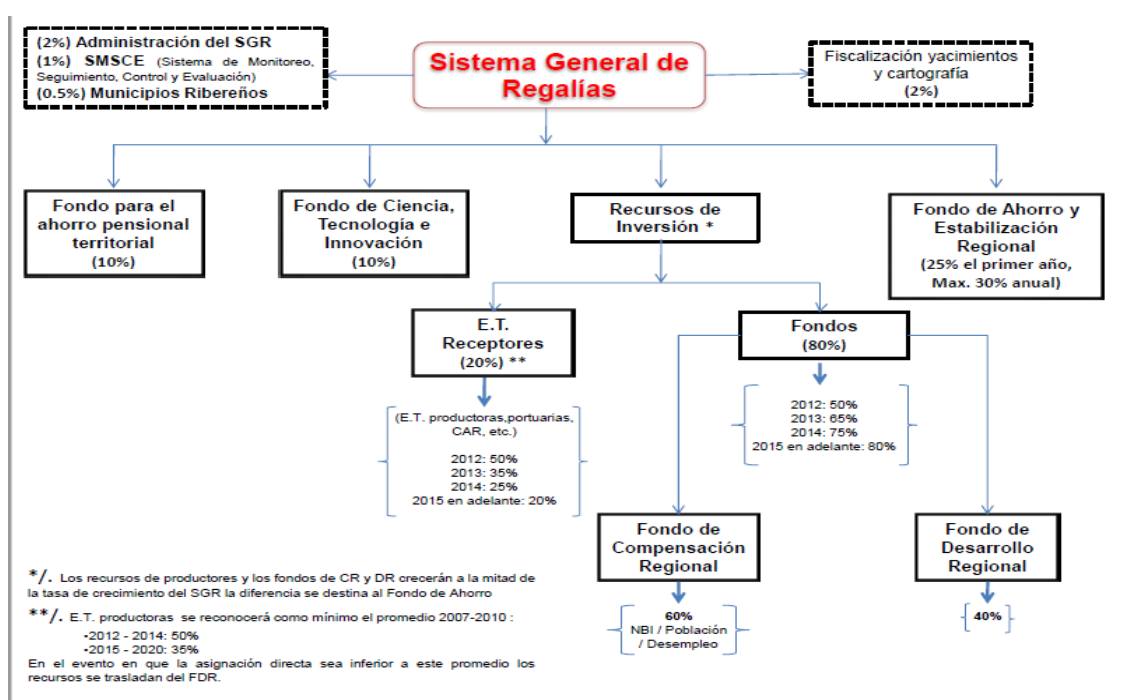 (2%) Administración del SGR
(1%) SMSCE (Sistema de Monitoreo,
Seguimiento, Control y Evaluación)
(0.5%) Municipios Ribereños
Sistema General de
Regalías
Fiscalización yacimientos
y cartografía
(2%)
Fondo para el
ahorro pensional
territorial
(10%)
Fondo de Ciencia,
Tecnología e
Innovación
(10%)
Recursos de
Inversión *
Fondo de Ahorro y
Estabilización
Regional
(25% el primer año,
Max. 30% anual)
E.T.
Receptores
(20%) **
Fondos
(80%)
(E.T. productoras,portuarias,
CAR, etc.)
2012: 50%
2013: 35%
2014: 25%
2015 en adelante: 20%
2012: 50%
2013: 65%
2014: 75%
2015 en adelante: 80%
Fondo de
Compensación
Regional
Fondo de
Desarrollo
Regional
60%
NBI / Población
/ Desempleo
40%
*/. Los recursos de productores y los fondos de CR y DR crecerán a la mitad de
la tasa de crecimiento del SGR la diferencia se destina al Fondo de Ahorro
**/. E.T. productoras se reconocerá como mínimo el promedio 2007-2010 :
•2012 - 2014: 50%
•2015 - 2020: 35%
En el evento en que la asignación directa sea inferior a este promedio los
recursos se trasladan del FDR.